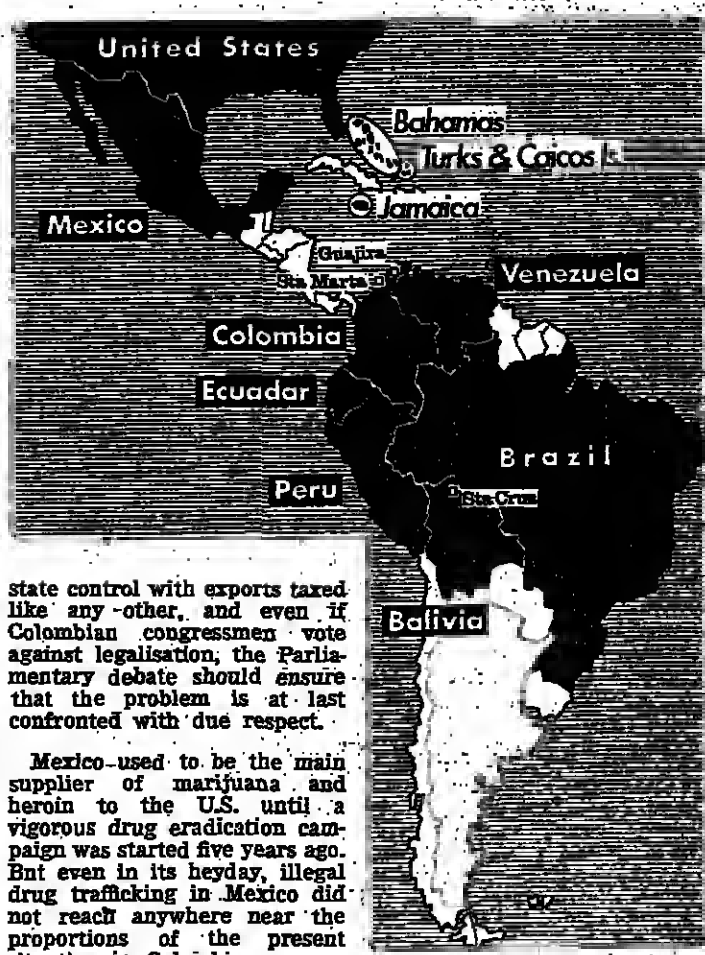 United States
Bahamas
Turks & Caicos Is.
Jamaica
Mexico
Guajira
Sta Marta
Venezuela
Colombia
Ecuador
Brazil
Peru
Sta Cruz
Balivia
state control with exports taxed
like any other, and even if
Colombian congressmen vote
against legalisation, the Parlia-
mentary debate should ensure
that the problem is at last
confronted with due respect.
Mexico used to be the main
supplier of marijuana and
heroin to the U.S. until a
vigorous drug eradication cam-
paign was started five years ago.
But even in its heyday, illegal
drug trafficking in Mexico did
not reach anywhere near the
proportions of the present